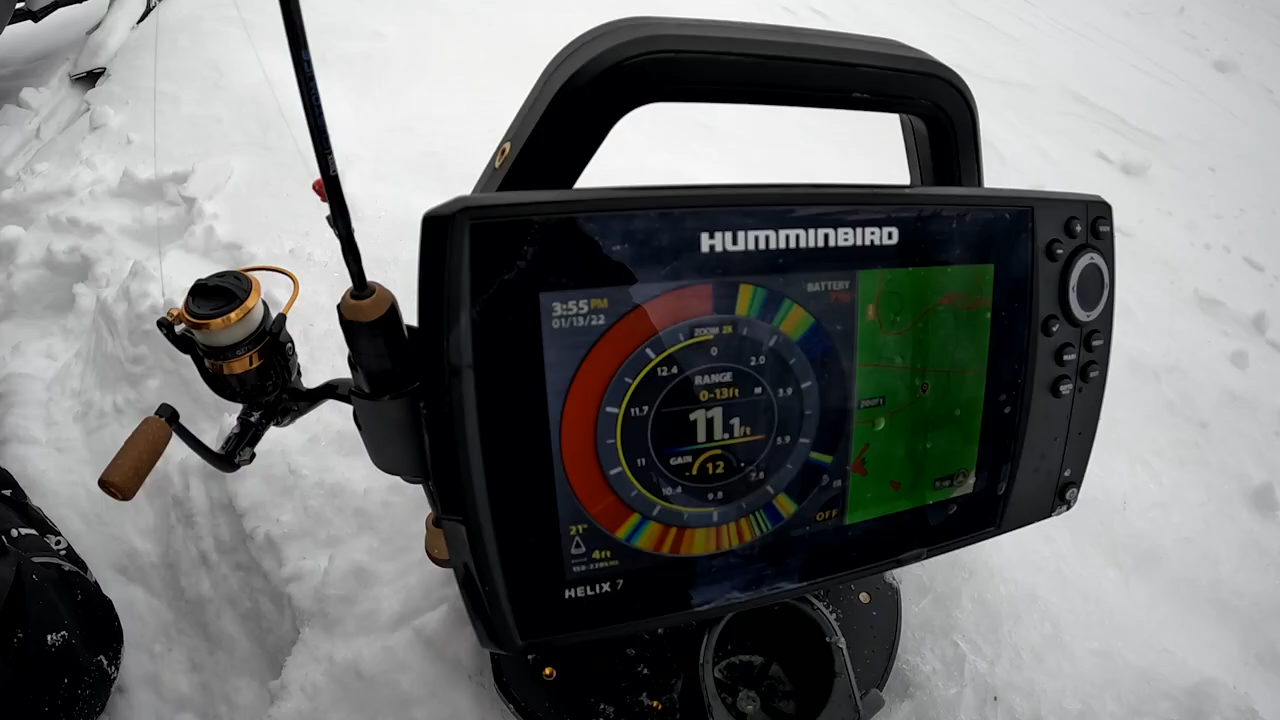 HUMMINBIRD
3:55PM
01/13/22
BATTERY
ZOOM 2X
0
2.0
3.9
5.9
7.8
9.8
10.4
11
11.7
12.4
RANGE
0-13ft
11.1ft
GAIN
12
M
200ft
OFF
21°
4ft
HELIX 7